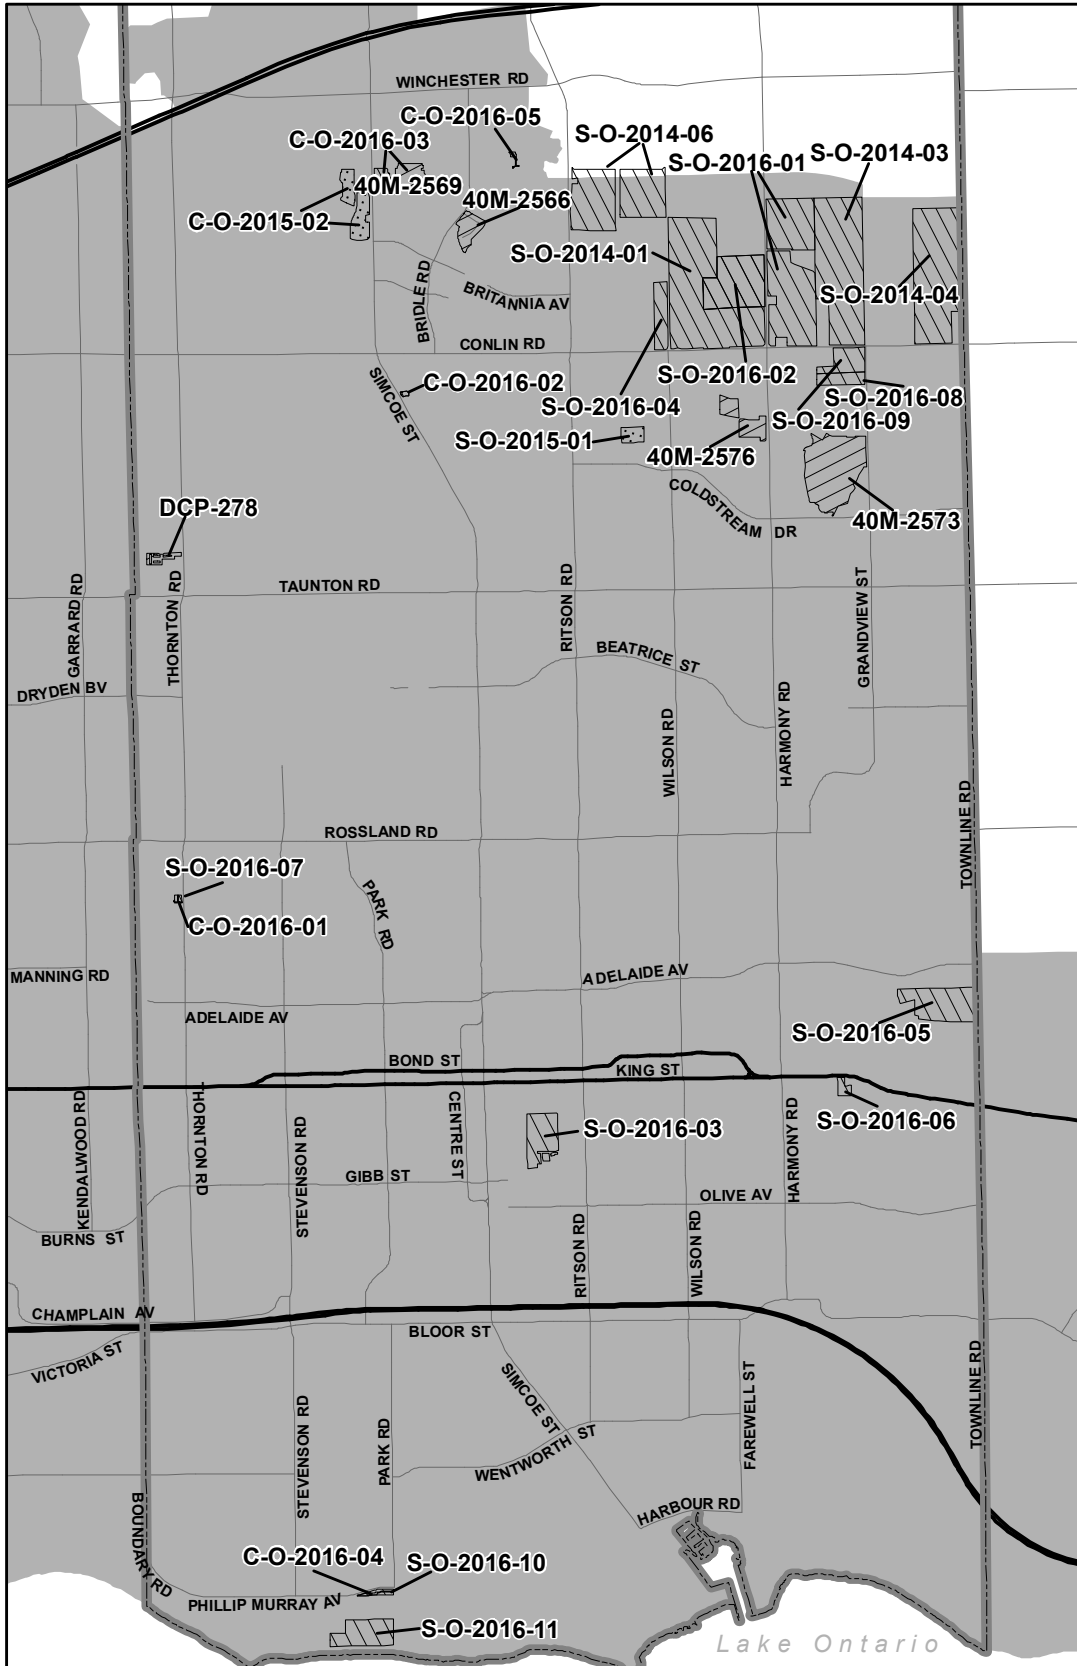 WINCHESTER RD
C-O-2016-05
C-O-2016-03
S-O-2014-06
S-O-2016-01
S-O-2014-03
40M-2569
40M-2566
C-O-2015-02
S-O-2014-01
BRIDLE RD
BRITANNIA AV
S-O-2014-04
CONLIN RD
SIMCOE ST
C-O-2016-02
S-O-2016-02
S-O-2016-04
S-O-2016-08
S-O-2016-09
S-O-2015-01
40M-2576
COLDSTREAM DR
40M-2573
DCP-278
GARRARD RD
THORNTON RD
TAUNTON RD
RITSON RD
BEATRICE ST
GRANDVIEW ST
DRYDEN BV
WILSON RD
HARMONY RD
TOWNLINE RD
ROSSLAND RD
S-O-2016-07
C-O-2016-01
PARK RD
MANNING RD
ADELAIDE AV
ADELAIDE AV
S-O-2016-05
BOND ST
KING ST
KENDALWOOD RD
THORNTON RD
STEVENSON RD
CENTRE ST
S-O-2016-03
HARMONY RD
S-O-2016-06
GIBB ST
OLIVE AV
BURNS ST
RITSON RD
WILSON RD
CHAMPLAIN AV
BLOOR ST
VICTORIA ST
SIMCOE ST
FAREWELL ST
TOWNLINE RD
STEVENSON RD
PARK RD
WENTWORTH ST
BOUNDARY RD
HARBOUR RD
C-O-2016-04
S-O-2016-10
PHILLIP MURRAY AV
S-O-2016-11
Lake Ontario